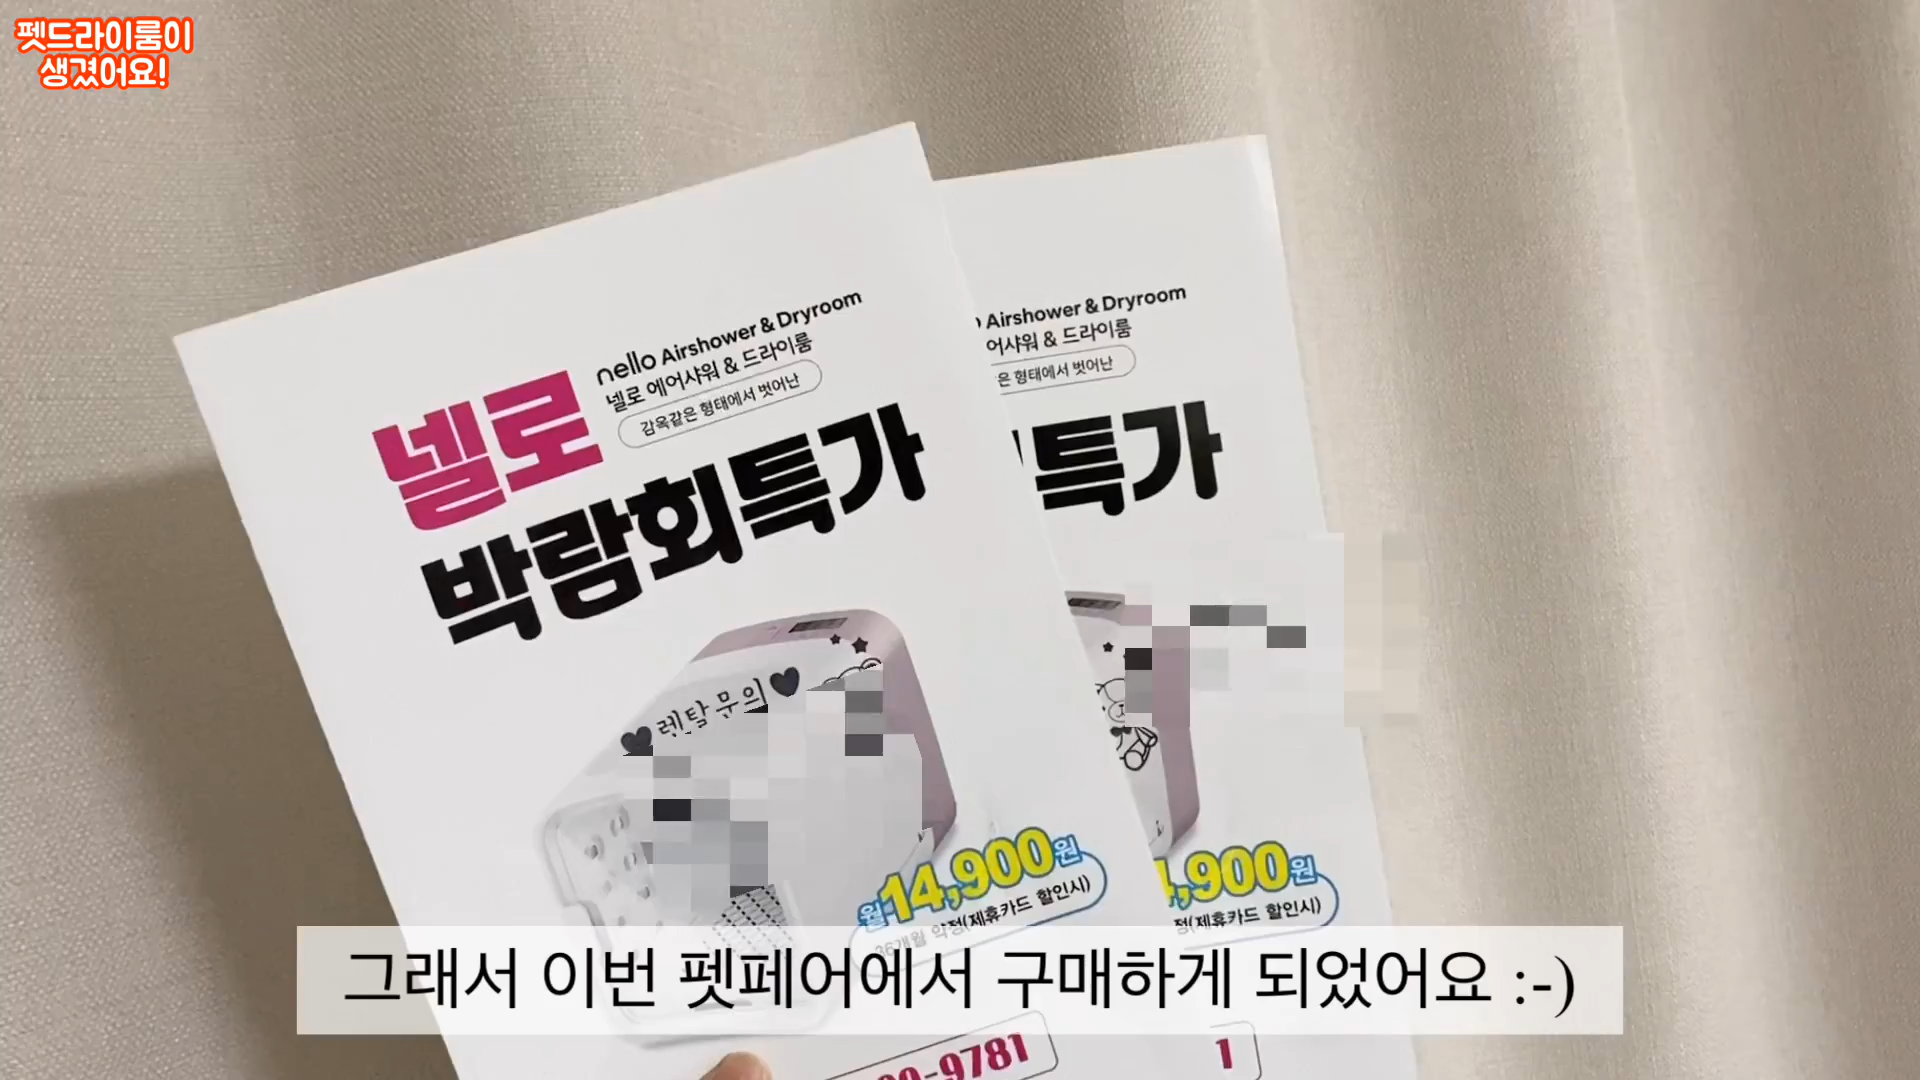 펫드라이룸이
생겼어요!
nello Airshower & Dryroom
넬로 에어샤워 & 드라이룸
감옥같은 형태에서 벗어난
넬로
박람회특가
렌탈 문의
월14,900원
36개월 약정(제휴카드 할인시)
-9781
Airshower & Dryroom
어샤워 & 드라이룸
은 형태에서 벗어난
특가
,900원
정(제휴카드 할인시)
1
그래서 이번 펫페어에서 구매하게 되었어요 :-)